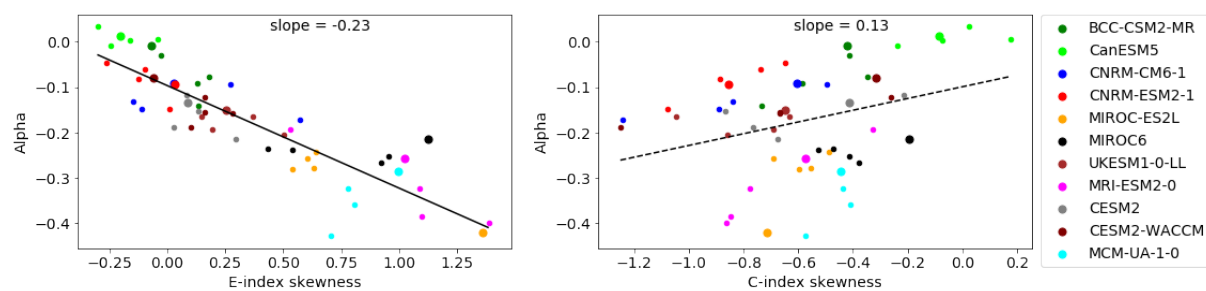 slope = -0.23
Alpha
0.0
−0.1
−0.2
−0.3
−0.4
−0.25 0.00 0.25 0.50 0.75 1.00 1.25
E-index skewness
slope = 0.13
Alpha
0.0
−0.1
−0.2
−0.3
−0.4
−1.2 −1.0 −0.8 −0.6 −0.4 −0.2 0.0 0.2
C-index skewness
BCC-CSM2-MR
CanESM5
CNRM-CM6-1
CNRM-ESM2-1
MIROC-ES2L
MIROC6
UKESM1-0-LL
MRI-ESM2-0
CESM2
CESM2-WACCM
MCM-UA-1-0